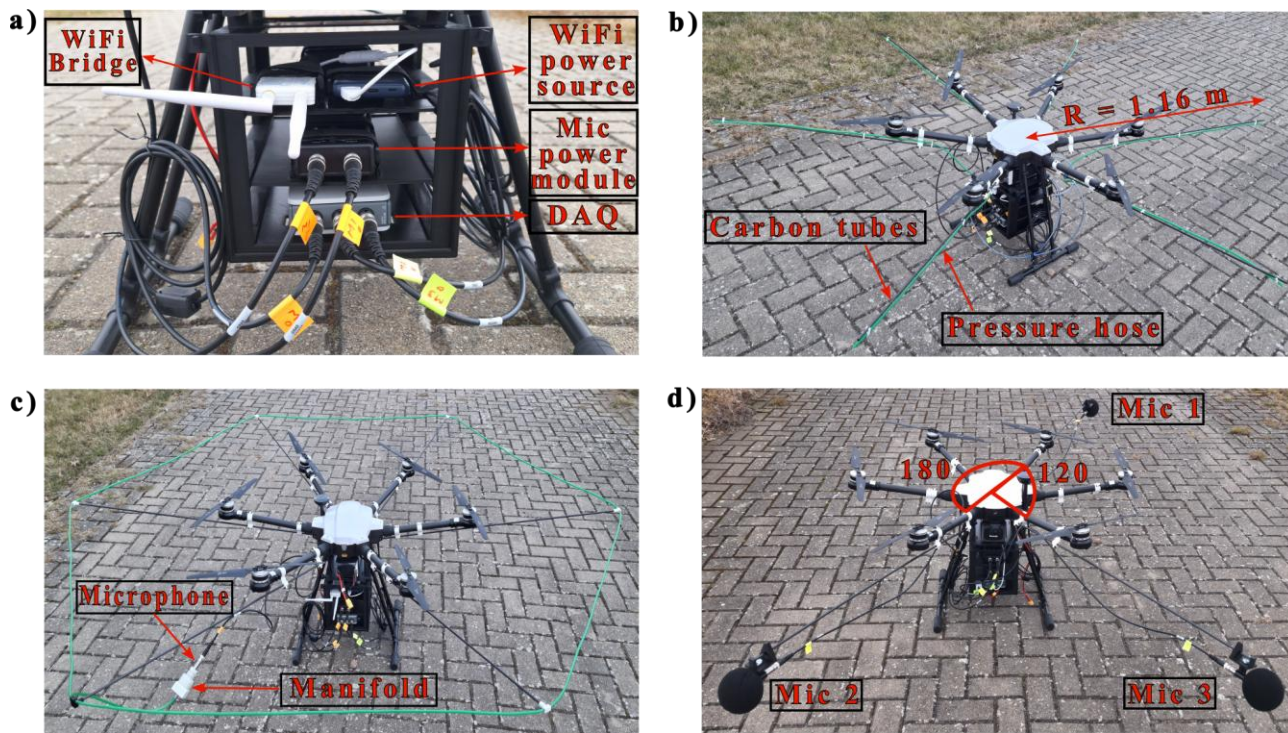 a)
WiFi
Bridge
WiFi
power
source
Mic
power
module
DAQ
b)
R = 1.16 m
Carbon tubes
Pressure hose
c)
Microphone
Manifold
d)
Mic 1
180
120
Mic 2
Mic 3